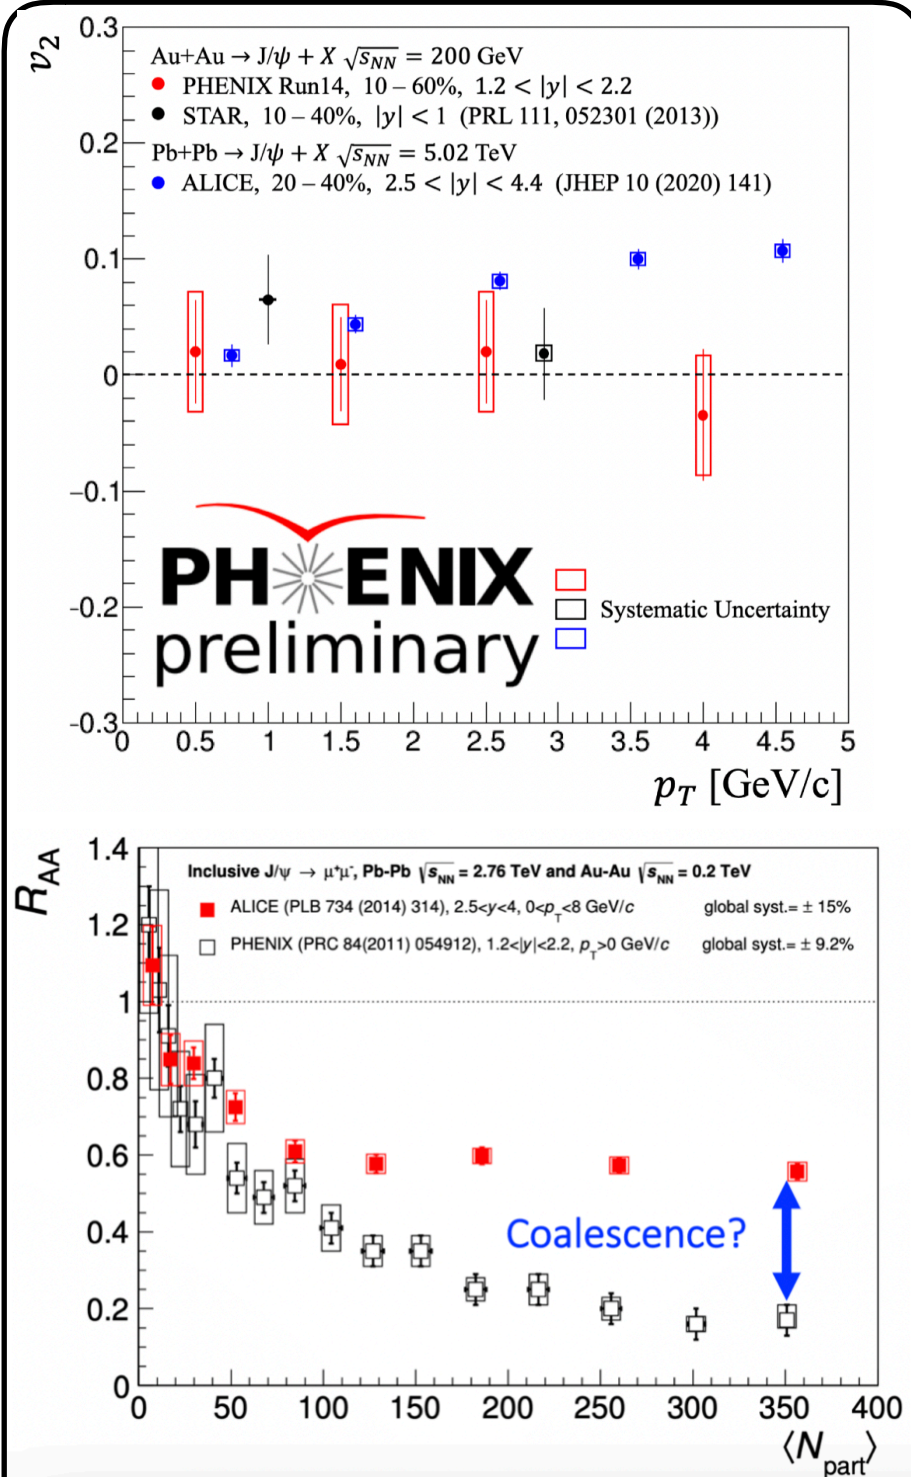 v₂
0.3
0.2
0.1
0
−0.1
−0.2
−0.3
Au+Au → J/ψ + X √sNN = 200 GeV
PHENIX Run14, 10 – 60%, 1.2 < |y| < 2.2
STAR, 10 – 40%, |y| < 1 (PRL 111, 052301 (2013))
Pb+Pb → J/ψ + X √sNN = 5.02 TeV
ALICE, 20 – 40%, 2.5 < |y| < 4.4 (JHEP 10 (2020) 141)
PHENIX
preliminary
Systematic Uncertainty
0 0.5 1 1.5 2 2.5 3 3.5 4 4.5 5
pT [GeV/c]
RAA
1.4
1.2
1
0.8
0.6
0.4
0.2
0
Inclusive J/ψ → μ⁺μ⁻, Pb-Pb √sNN = 2.76 TeV and Au-Au √sNN = 0.2 TeV
ALICE (PLB 734 (2014) 314), 2.5<y<4, 0<pT<8 GeV/c global syst.= ± 15%
PHENIX (PRC 84(2011) 054912), 1.2<|y|<2.2, pT>0 GeV/c global syst.= ± 9.2%
Coalescence?
0 50 100 150 200 250 300 350 400
⟨Npart⟩